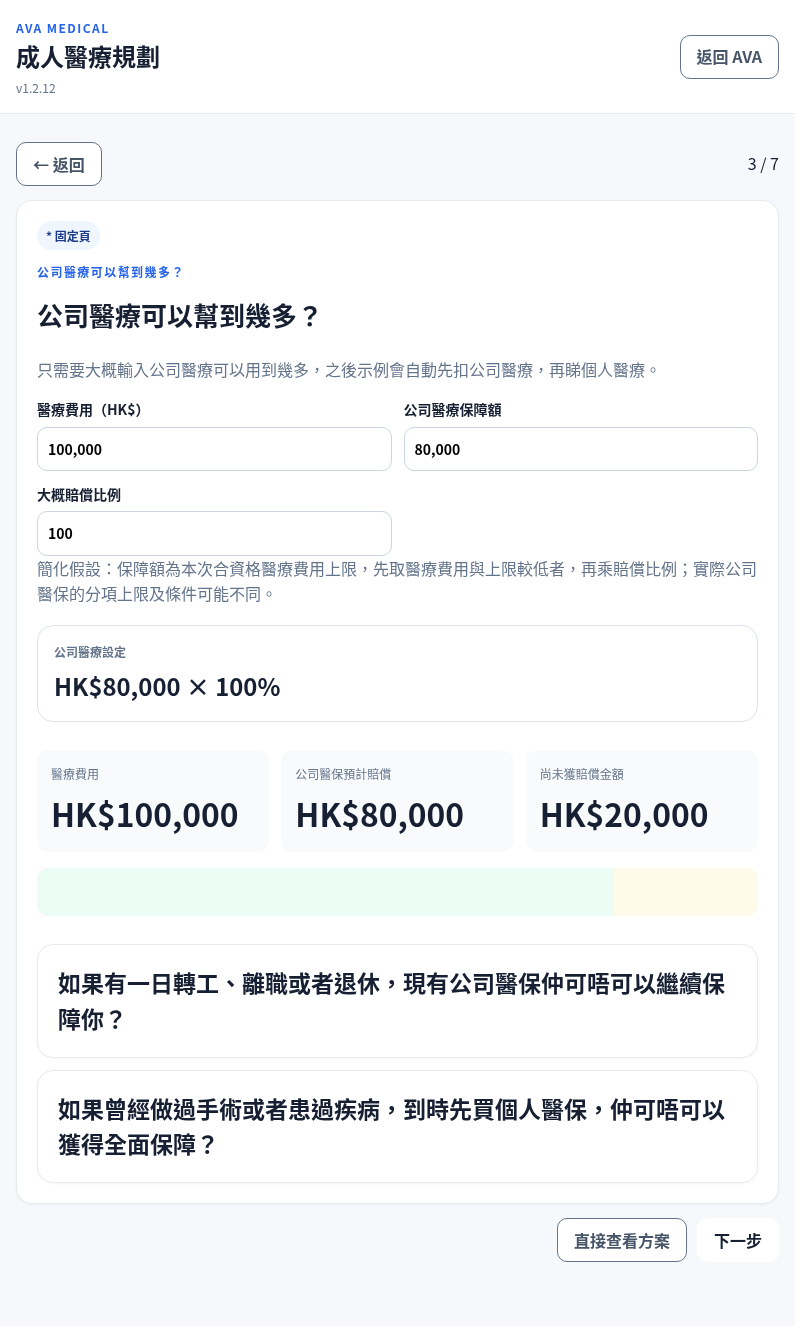 AVA MEDICAL
成人醫療規劃
v1.2.12
返回 AVA
← 返回
3 / 7
* 固定頁
公司醫療可以幫到幾多？
公司醫療可以幫到幾多？
只需要大概輸入公司醫療可以用到幾多，之後示例會自動先扣公司醫療，再睇個人醫療。
醫療費用（HK$）
公司醫療保障額
100,000
80,000
大概賠償比例
100
簡化假設：保障額為本次合資格醫療費用上限，先取醫療費用與上限較低者，再乘賠償比例；實際公司
醫保的分項上限及條件可能不同。
公司醫療設定
HK$80,000 × 100%
醫療費用
HK$100,000
公司醫保預計賠償
HK$80,000
尚未獲賠償金額
HK$20,000
如果有一日轉工、離職或者退休，現有公司醫保仲可唔可以繼續保
障你？
如果曾經做過手術或者患過疾病，到時先買個人醫保，仲可唔可以
獲得全面保障？
直接查看方案
下一步